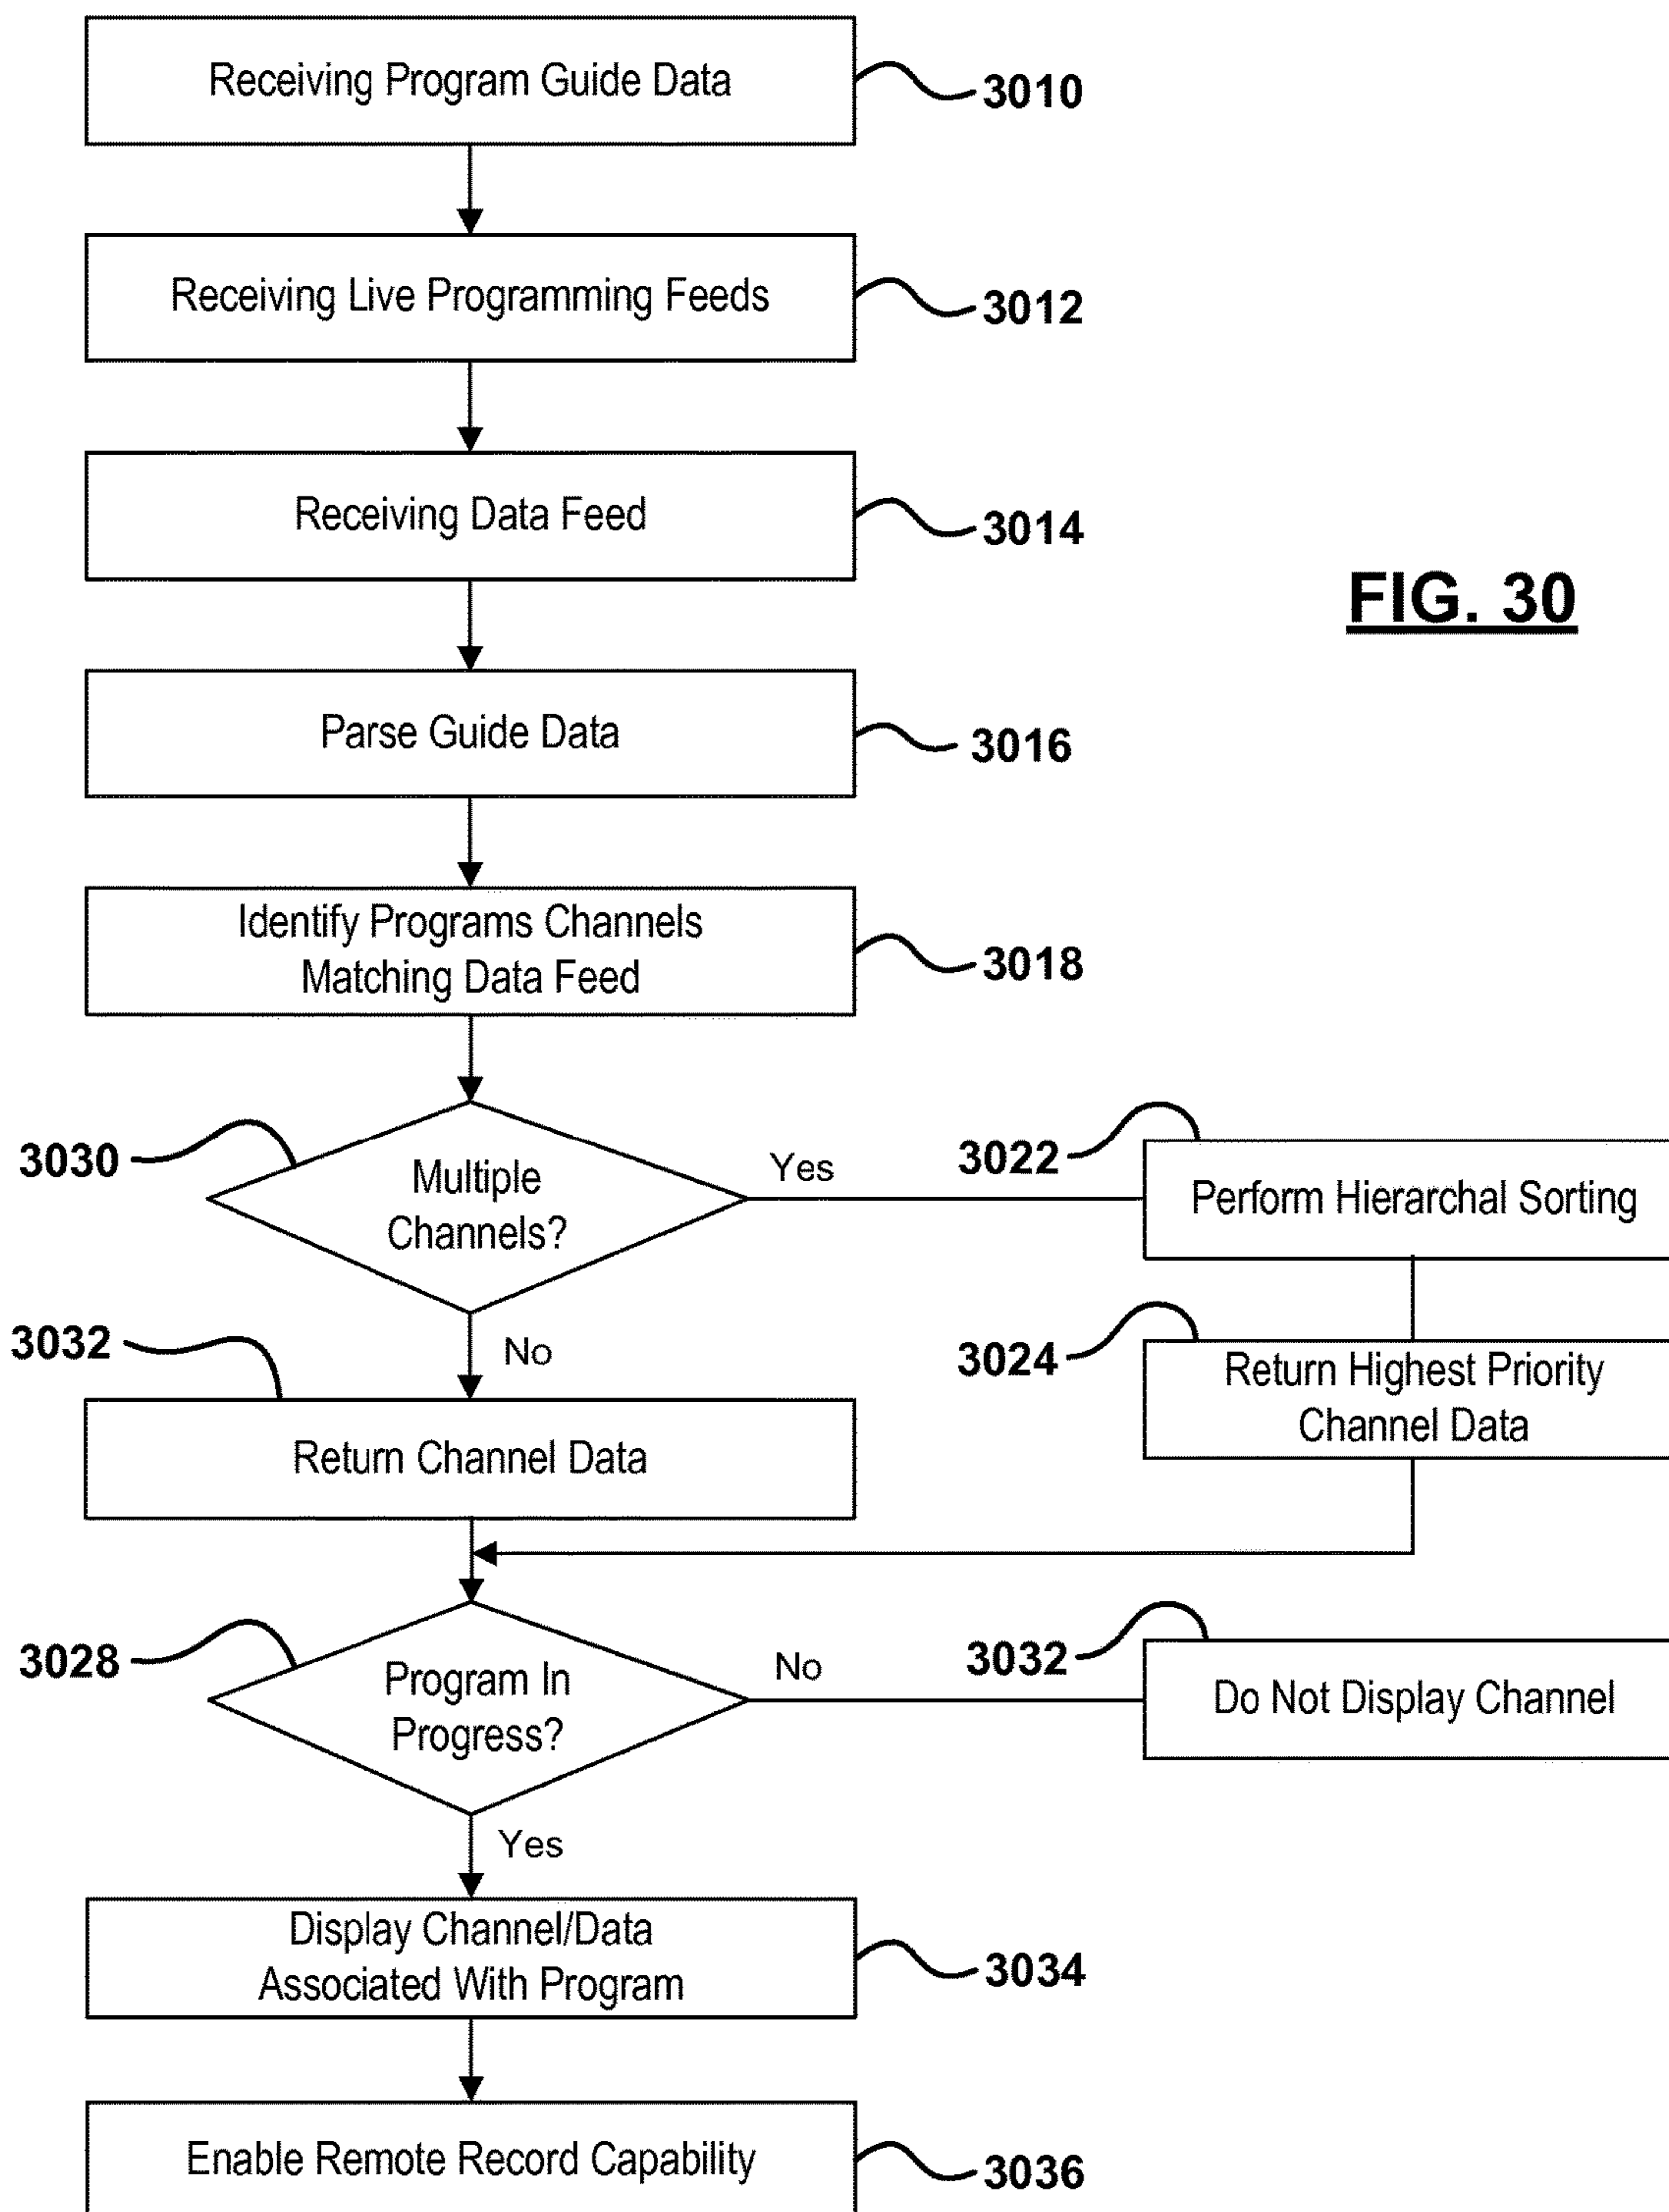 Receiving Program Guide Data
3010
Receiving Live Programming Feeds
3012
Receiving Data Feed
3014
FIG. 30
Parse Guide Data
3016
Identify Programs Channels
Matching Data Feed
3018
3030
Multiple
Channels?
Yes
3022
Perform Hierarchal Sorting
3032
No
3024
Return Highest Priority
Channel Data
Return Channel Data
3028
Program In
Progress?
No
3032
Do Not Display Channel
Yes
Display Channel/Data
Associated With Program
3034
Enable Remote Record Capability
3036